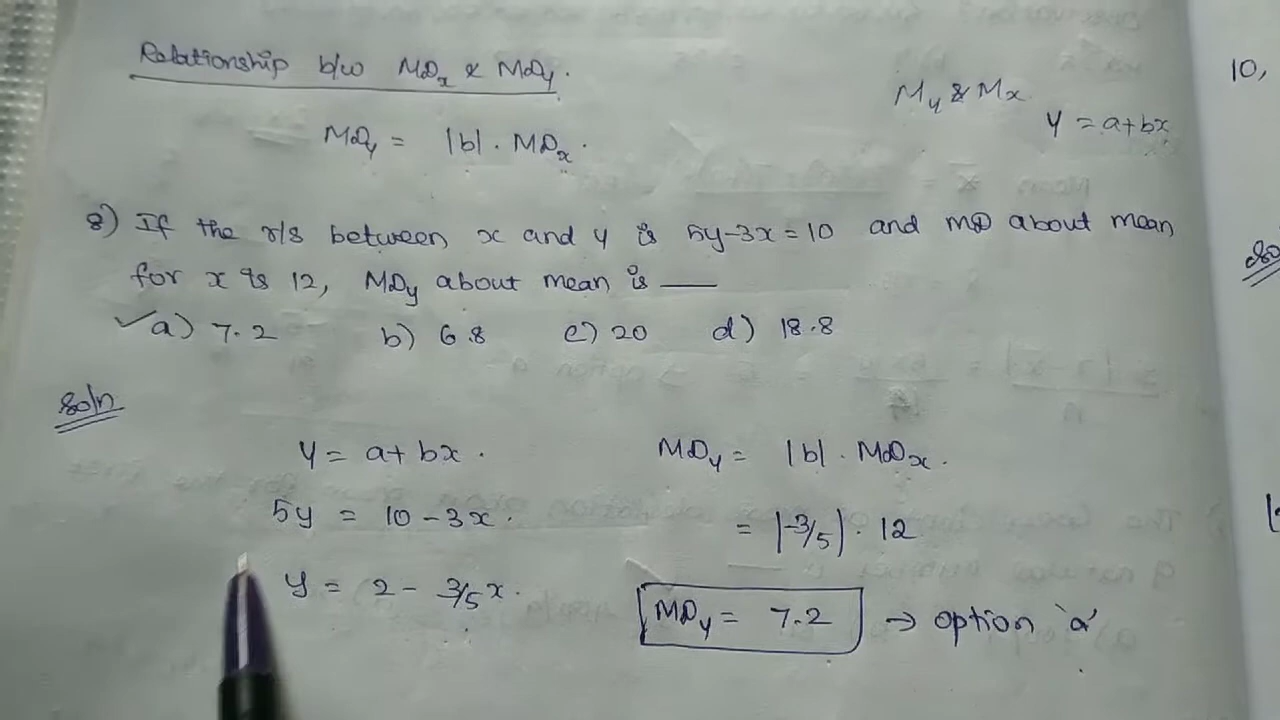 Relationship b/w MDx & MDy.
My & Mx
y = a+bx
MDy = |b| . MDx.
10,
8) If the r/s between x and y is 5y-3x=10 and MD about mean
for x is 12, MDy about mean is ___
✓a) 7.2 b) 6.8 c) 20 d) 18.8
Soln
y = a+ bx .
MDy = |b| . MDx.
5y = 10 - 3x .
= |-3/5| . 12
y = 2 - 3/5 x .
MDy = 7.2 → option 'a'